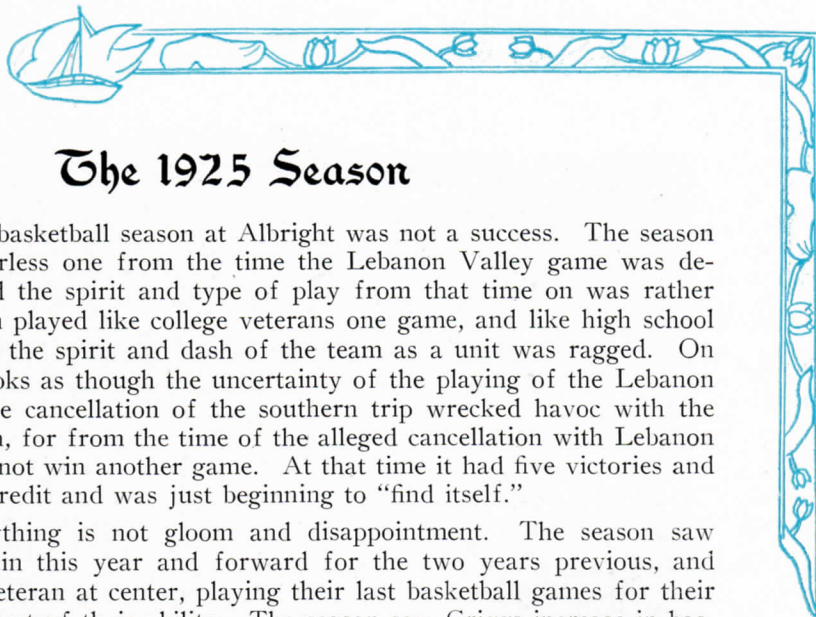 The 1925 Season
basketball season at Albright was not a success. The season
rless one from the time the Lebanon Valley game was de-
the spirit and type of play from that time on was rather
played like college veterans one game, and like high school
the spirit and dash of the team as a unit was ragged. On
oks as though the uncertainty of the playing of the Lebanon
e cancellation of the southern trip wrecked havoc with the
, for from the time of the alleged cancellation with Lebanon
not win another game. At that time it had five victories and
redit and was just beginning to “find itself.”
thing is not gloom and disappointment. The season saw
in this year and forward for the two years previous, and
eteran at center, playing their last basketball games for their